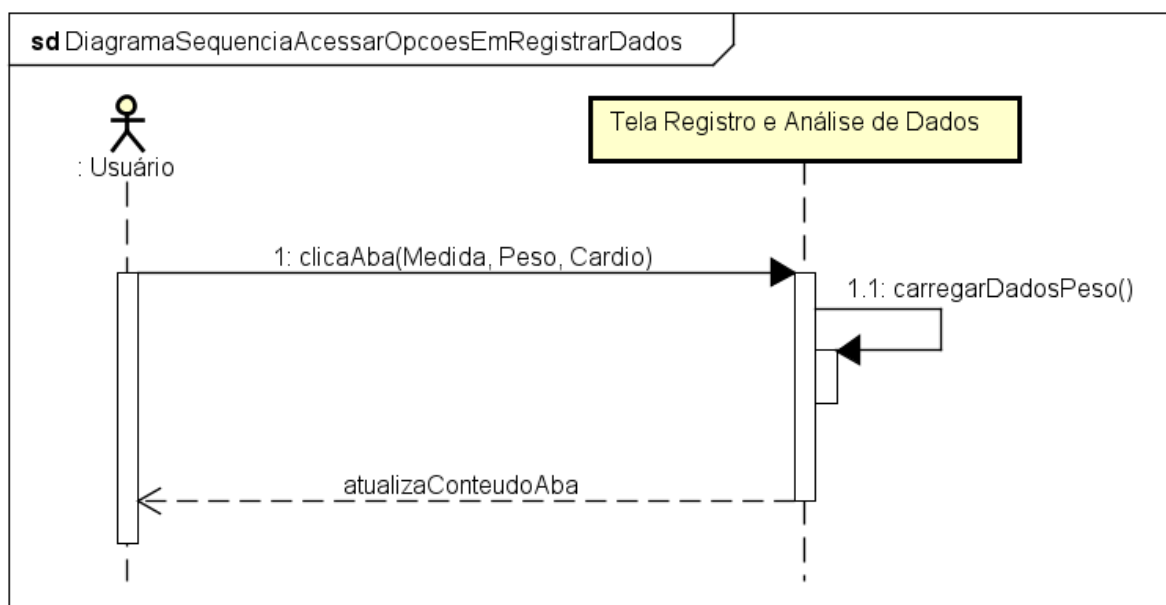 sd DiagramaSequenciaAcessarOpcoesEmRegistrarDados
Tela Registro e Análise de Dados
: Usuário
1: clicaAba(Medida, Peso, Cardio)
1.1: carregarDadosPeso()
atualizaConteudoAba